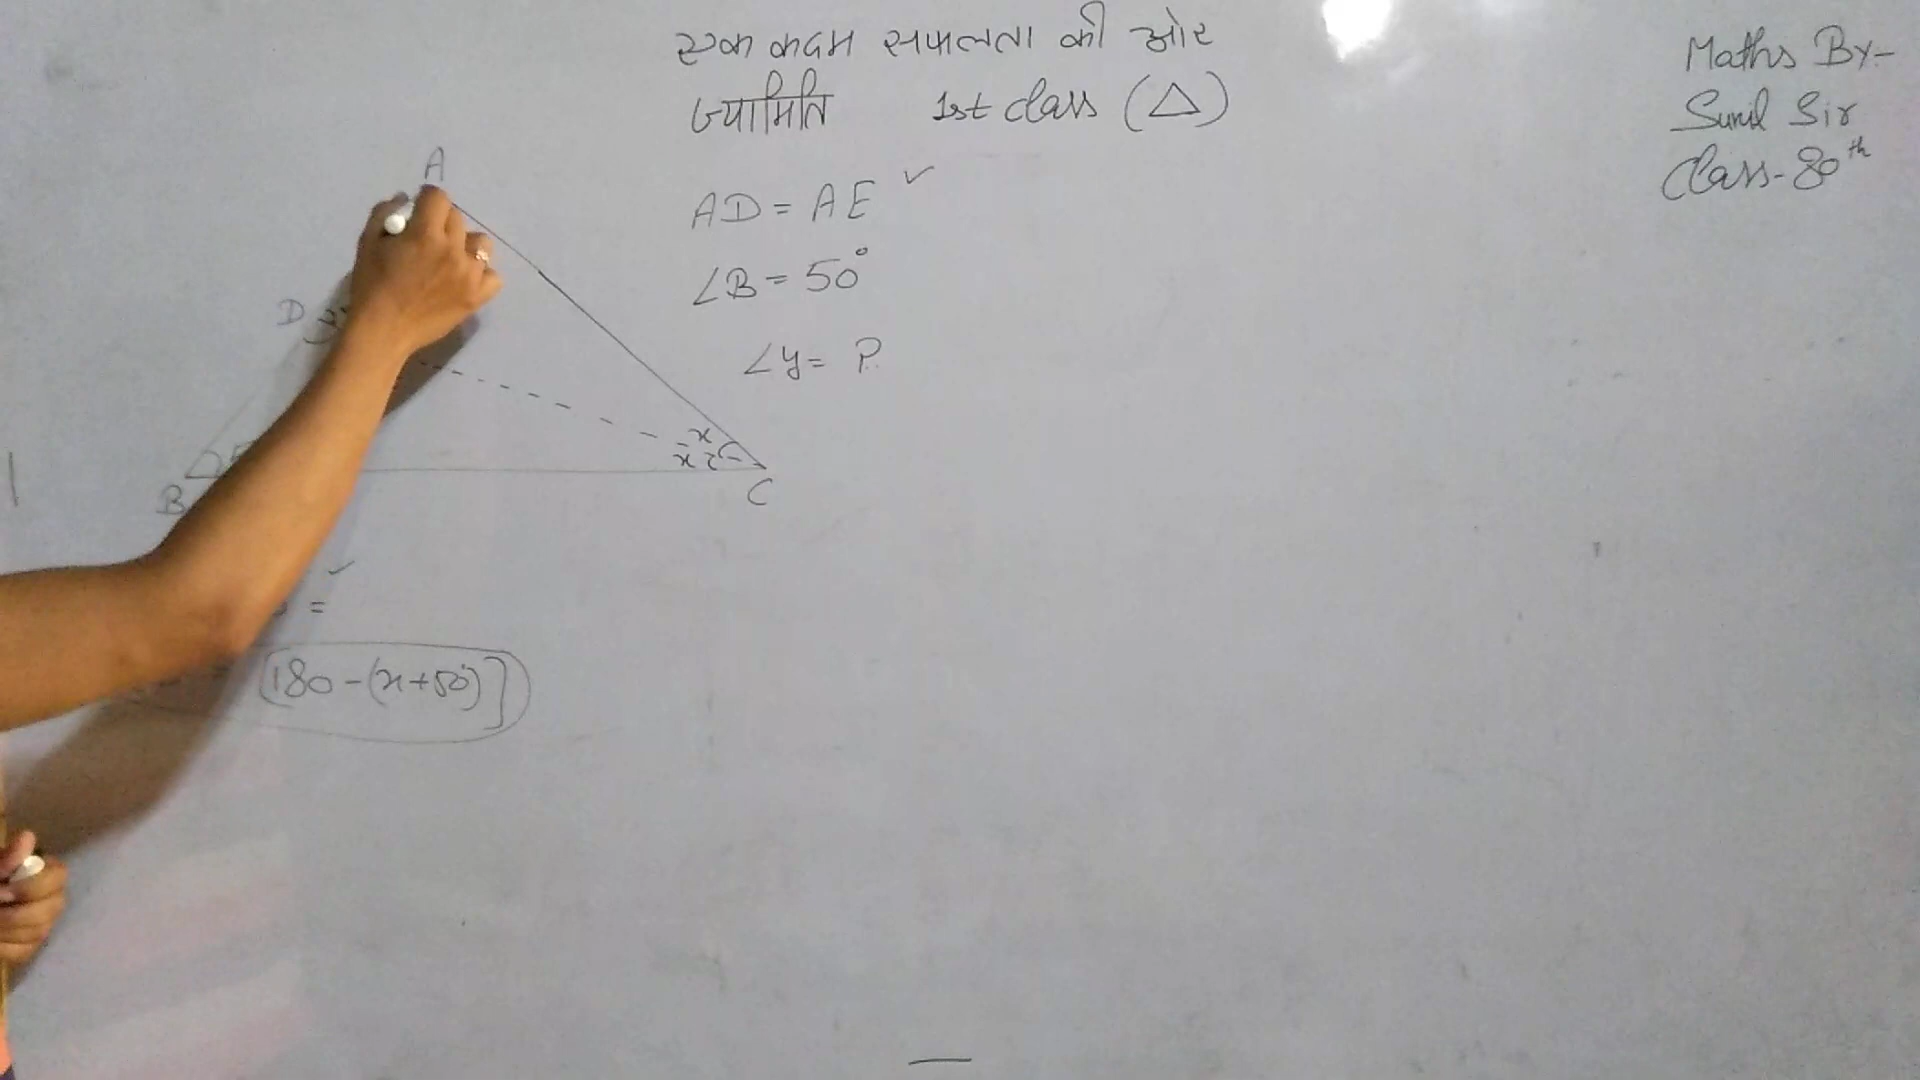 एक कदम सफलता की ओर
ज्यामिति 1st class (△)
Maths By-
Sunil Sir
Class-80th
A
D
B
C
x
x
AD = AE ✓
∠B = 50°
∠y = ?
=
[180-(x+50)]